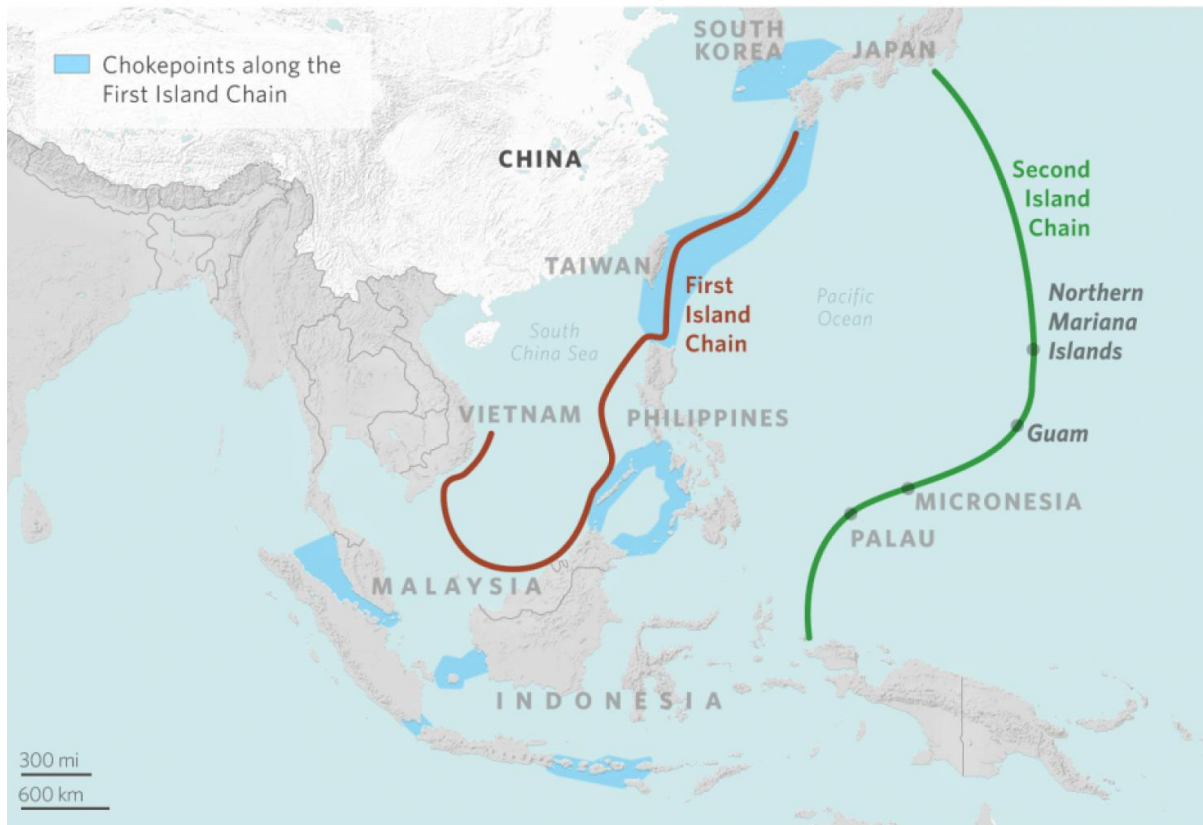 Chokepoints along the
First Island Chain
SOUTH
KOREA
JAPAN
CHINA
Second
Island
Chain
TAIWAN
First
Island
Chain
Pacific
Ocean
Northern
Mariana
Islands
South
China Sea
VIETNAM
PHILIPPINES
Guam
MICRONESIA
PALAU
MALAYSIA
INDONESIA
300 mi
600 km